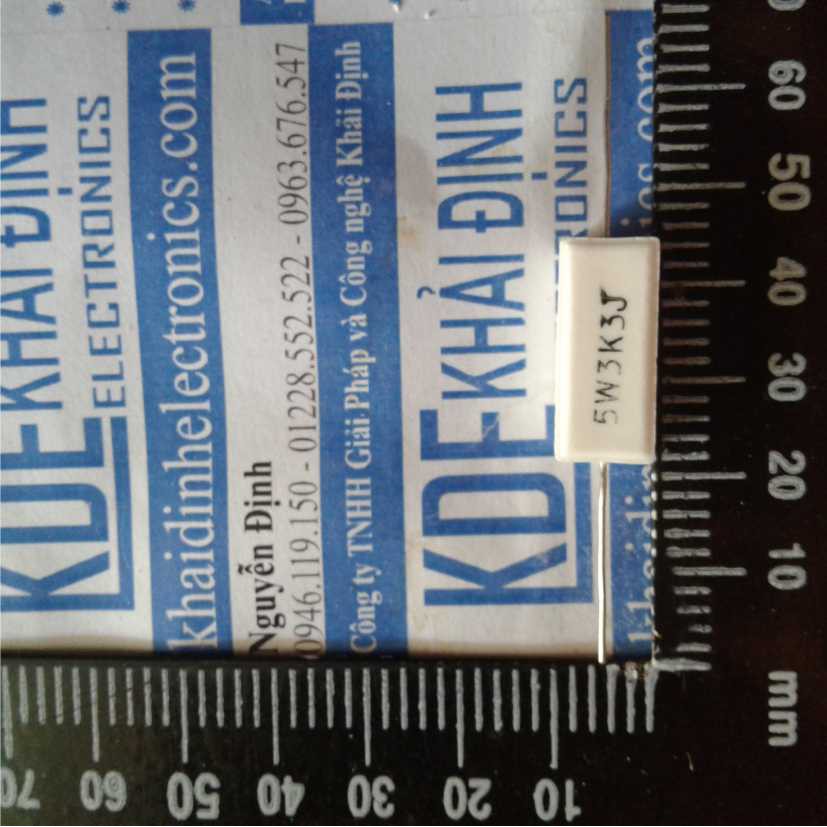 KDE KHẢI ĐỊNH
ELECTRONICS
khaidinhelectronics.com
Nguyễn Định
0946.119.150 - 01228.552.522 - 0963.676.547
Công ty TNHH Giải Pháp và Công nghệ Khải Định
KDE KHẢI ĐỊNH
ONICS
5W3K3J
60
50
40
30
20
10
mm
70
60
50
40
30
20
10